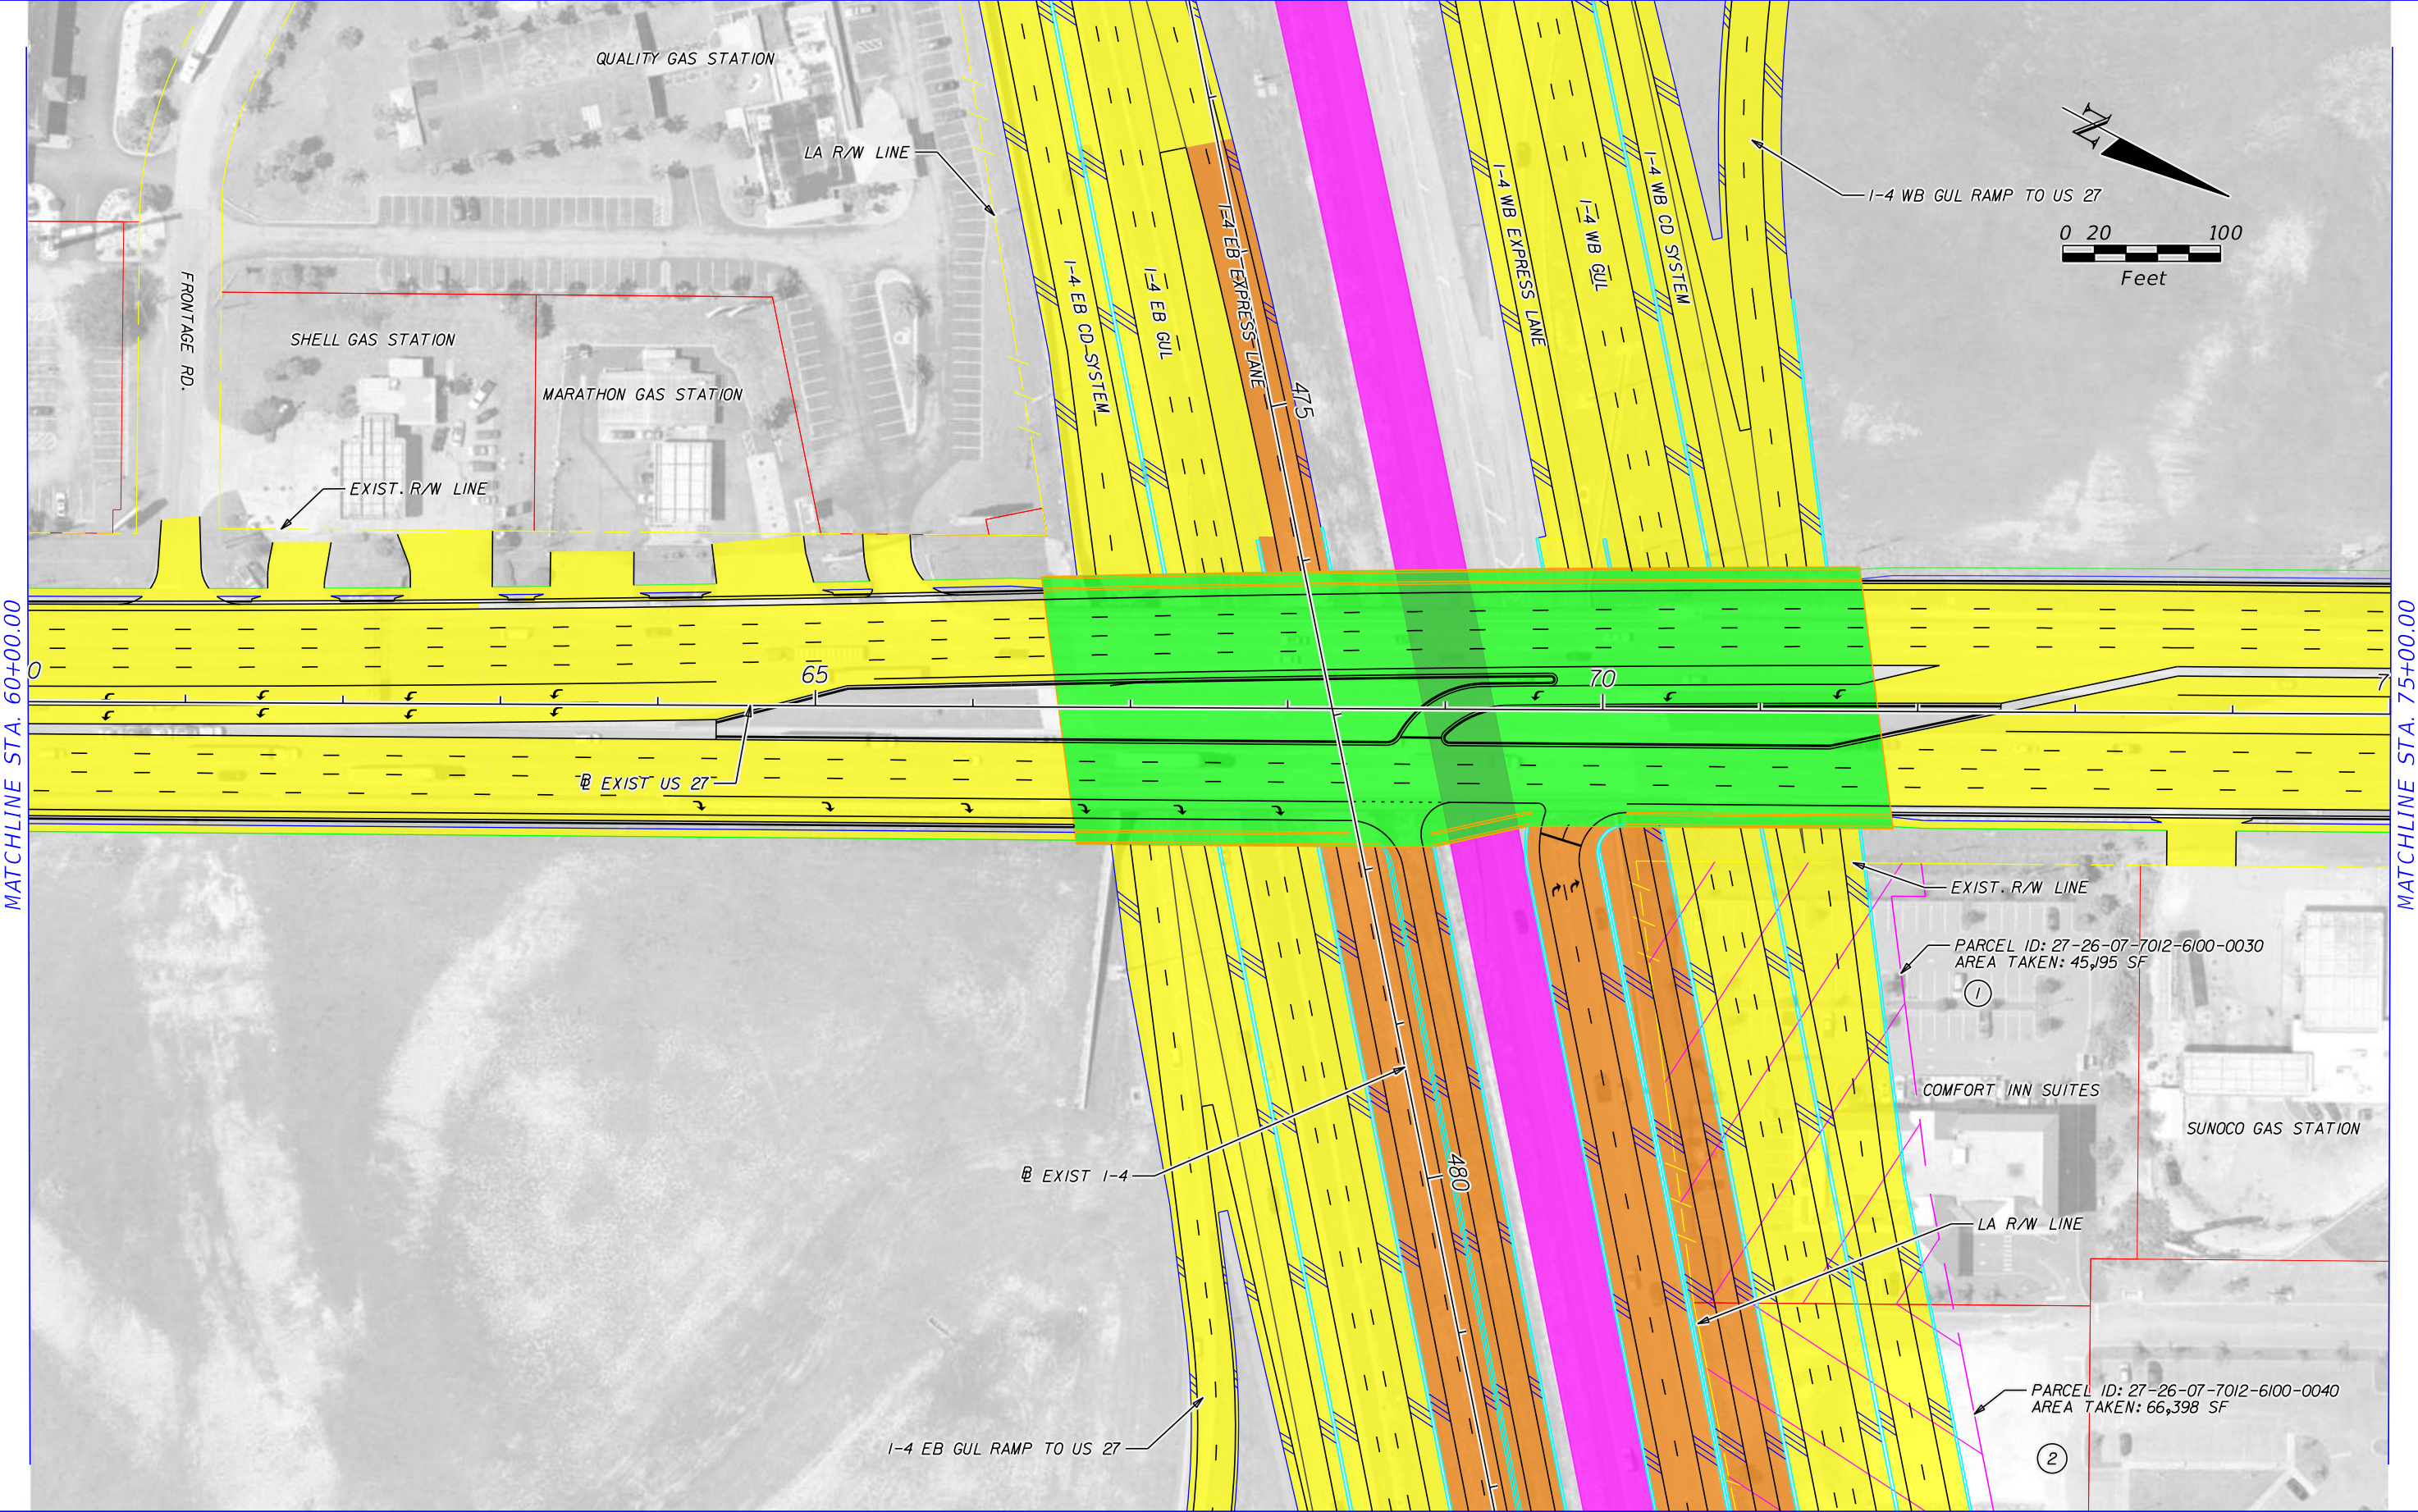 QUALITY GAS STATION
LA R/W LINE
I-4 WB GUL RAMP TO US 27
N
0 20 100
Feet
FRONTAGE RD.
SHELL GAS STATION
MARATHON GAS STATION
EXIST. R/W LINE
I-4 EB CD SYSTEM
I-4 EB GUL
I-4 EB EXPRESS LANE
475
I-4 WB EXPRESS LANE
I-4 WB GUL
I-4 WB CD SYSTEM
MATCHLINE STA. 60+00.00
MATCHLINE STA. 75+00.00
0
65
70
7
BL EXIST US 27
EXIST. R/W LINE
PARCEL ID: 27-26-07-7012-6100-0030
AREA TAKEN: 45,195 SF
1
COMFORT INN SUITES
SUNOCO GAS STATION
BL EXIST I-4
480
LA R/W LINE
PARCEL ID: 27-26-07-7012-6100-0040
AREA TAKEN: 66,398 SF
2
I-4 EB GUL RAMP TO US 27